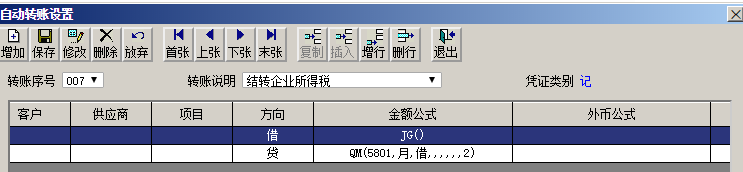 自动转账设置
增加 保存 修改 删除 放弃 首张 上张 下张 末张 复制 插入 增行 删行 退出
转账序号 007 转账说明 结转企业所得税 凭证类别 记
客户 供应商 项目 方向 金额公式 外币公式
借 JG()
贷 QM(5801,月,借,,,,,,2)